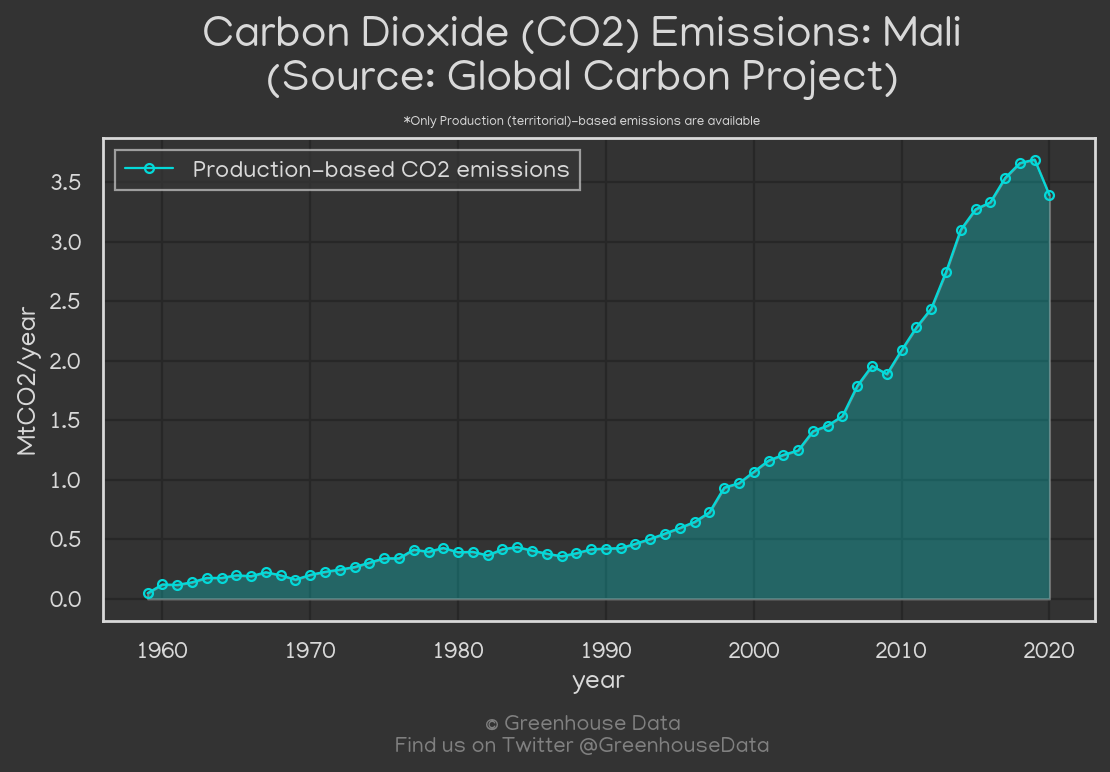 Carbon Dioxide (CO2) Emissions: Mali
(Source: Global Carbon Project)
*Only Production (territorial)-based emissions are available
Production-based CO2 emissions
3.5
3.0
2.5
2.0
1.5
1.0
0.5
0.0
MtCO2/year
1960 1970 1980 1990 2000 2010 2020
year
© Greenhouse Data
Find us on Twitter @GreenhouseData